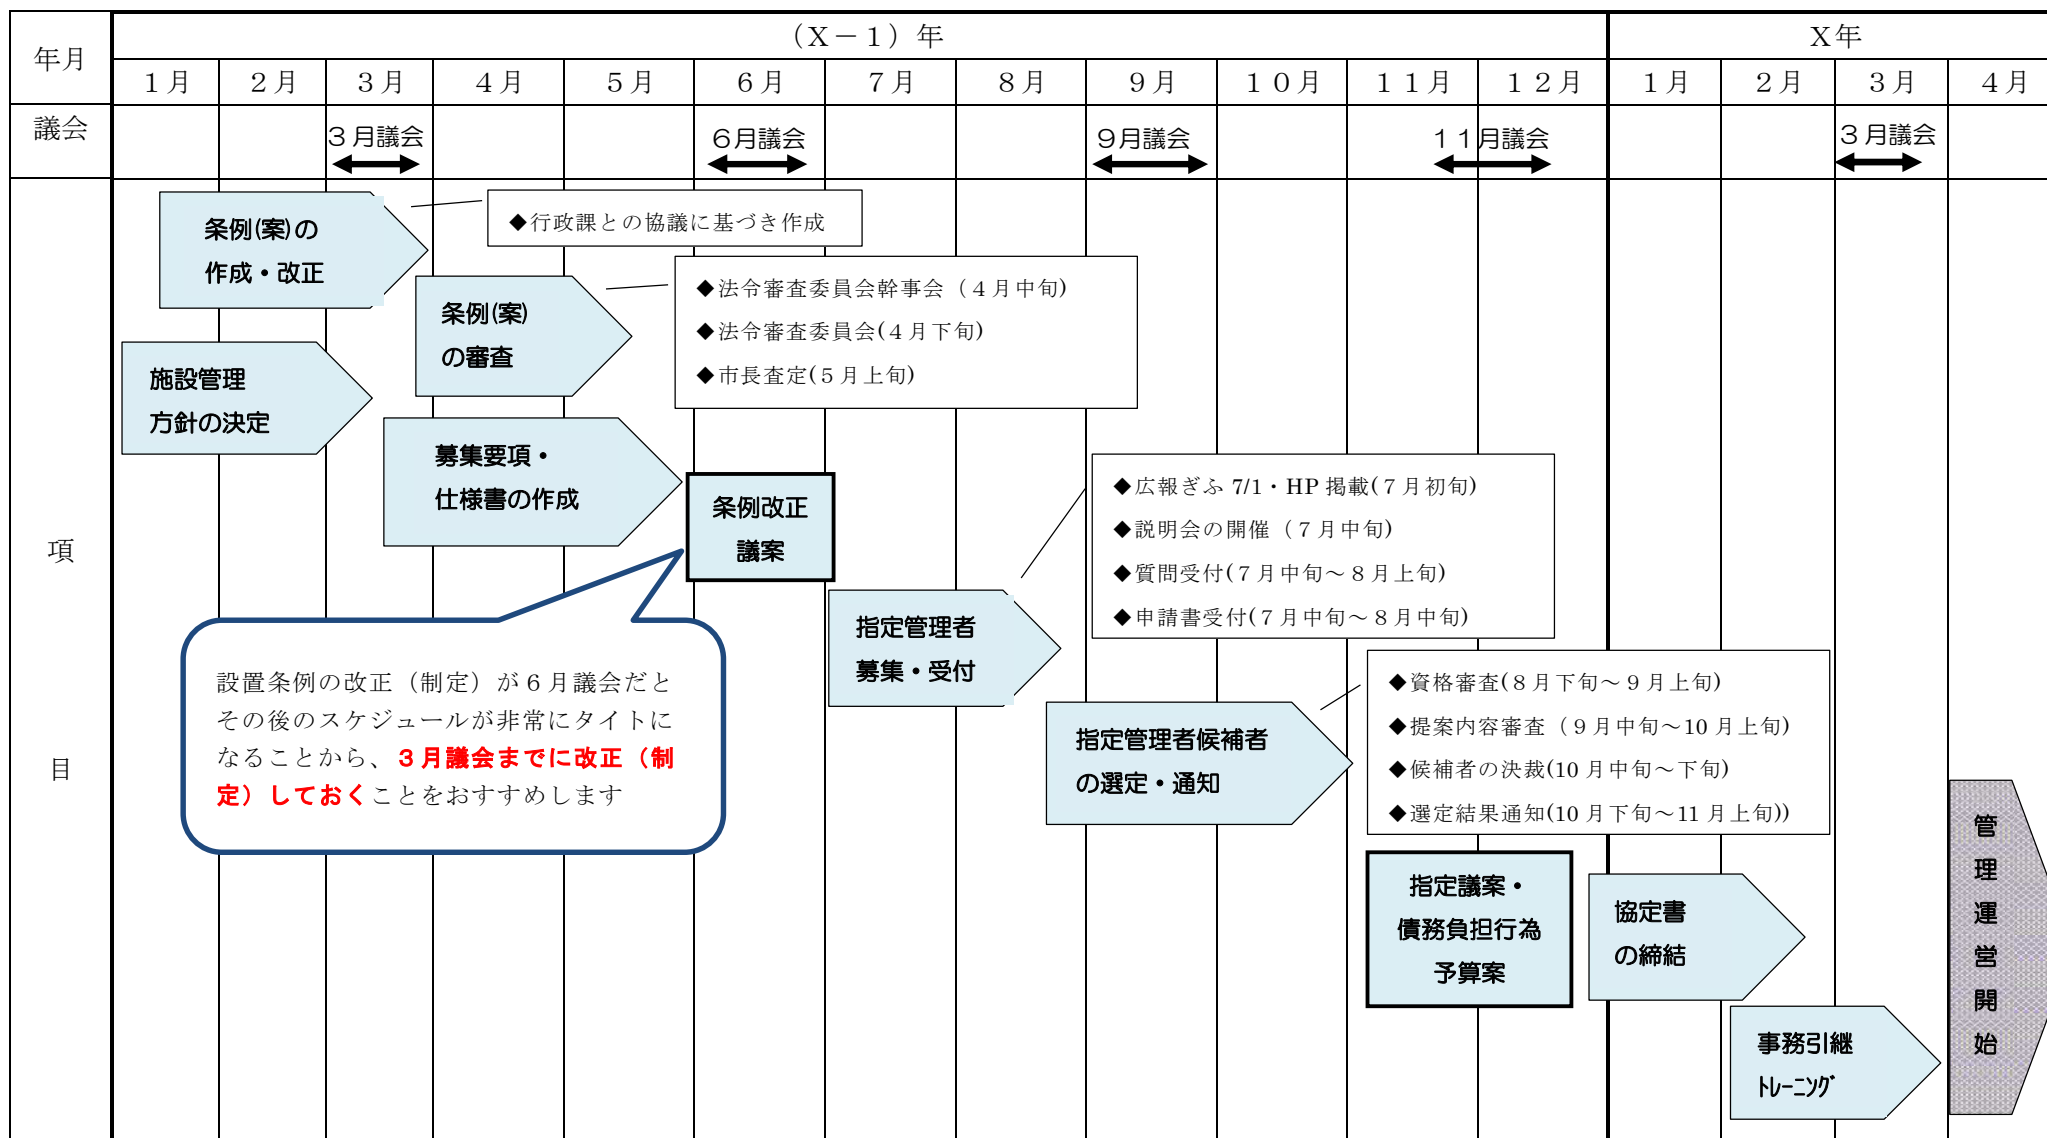 年月
(X－1) 年
X年
1月
2月
3月
4月
5月
6月
7月
8月
9月
10月
11月
12月
1月
2月
3月
4月
議会
3月議会
6月議会
9月議会
11月議会
3月議会
項
目
条例(案)の
作成・改正
◆行政課との協議に基づき作成
条例(案)
の審査
◆法令審査委員会幹事会（４月中旬)
◆法令審査委員会(４月下旬)
◆市長査定(５月上旬)
施設管理
方針の決定
募集要項・
仕様書の作成
条例改正
議案
設置条例の改正（制定）が６月議会だと
その後のスケジュールが非常にタイトに
なることから、３月議会までに改正（制
定）しておくことをおすすめします
指定管理者
募集・受付
◆広報ぎふ 7/1・HP 掲載(７月初旬)
◆説明会の開催（７月中旬)
◆質問受付(７月中旬～８月上旬)
◆申請書受付(７月中旬～８月中旬)
指定管理者候補者
の選定・通知
◆資格審査(８月下旬～９月上旬)
◆提案内容審査（９月中旬～10 月上旬)
◆候補者の決裁(10 月中旬～下旬)
◆選定結果通知(10 月下旬～11 月上旬))
指定議案・
債務負担行為
予算案
協定書
の締結
事務引継
ﾄﾚｰﾆﾝｸﾞ
管理運営開始